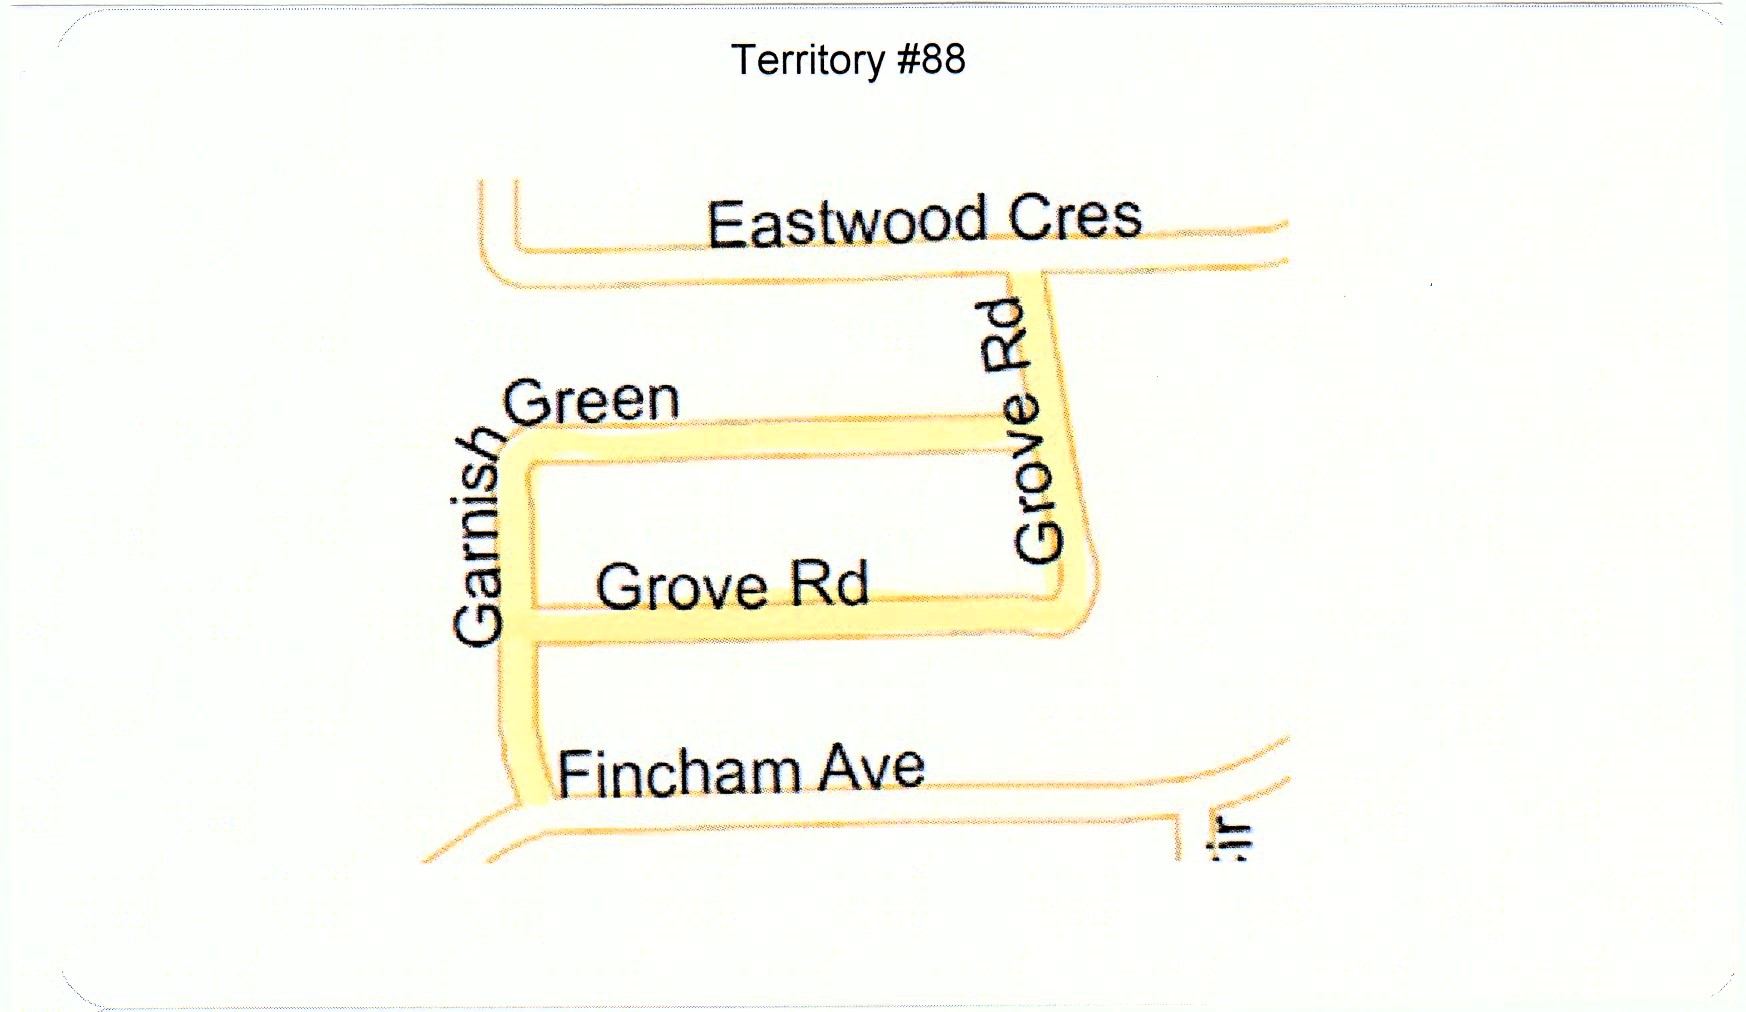 Territory #88
Eastwood Cres
Grove Rd
Garnish Green
Grove Rd
Fincham Ave